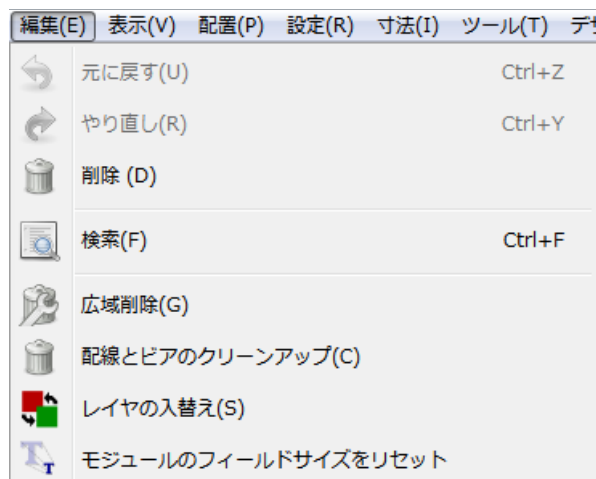 編集(E) 表示(V) 配置(P) 設定(R) 寸法(I) ツール(T)
元に戻す(U) Ctrl+Z
やり直し(R) Ctrl+Y
削除 (D)
検索(F) Ctrl+F
広域削除(G)
配線とビアのクリーンアップ(C)
レイヤの入替え(S)
モジュールのフィールドサイズをリセット